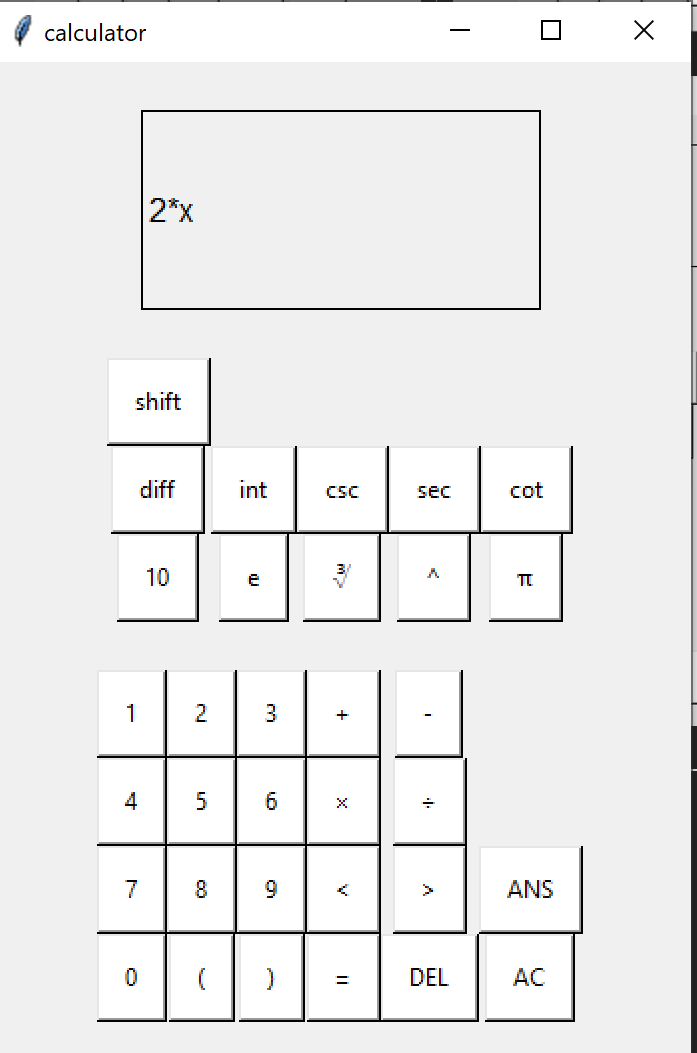 calculator
2*x
shift
diff int csc sec cot
10 e ∛ ^ π
1 2 3 + -
4 5 6 × ÷
7 8 9 < > ANS
0 ( ) = DEL AC